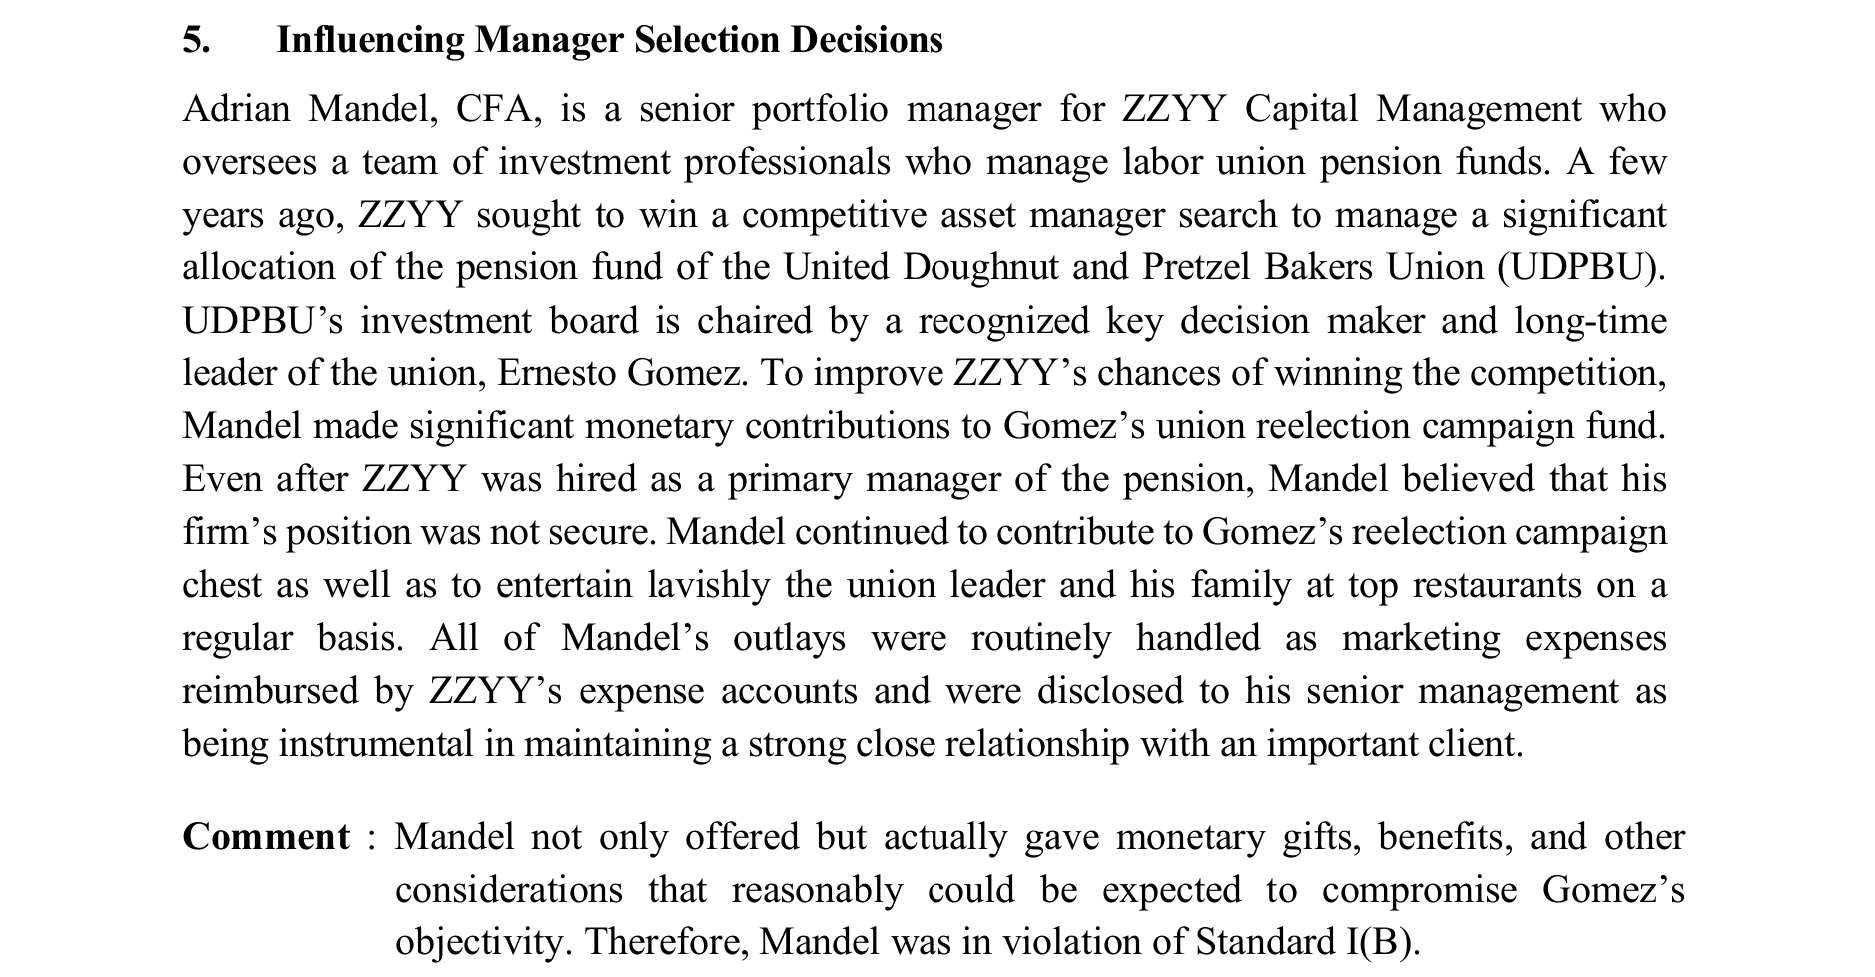 5. Influencing Manager Selection Decisions
Adrian Mandel, CFA, is a senior portfolio manager for ZZYY Capital Management who
oversees a team of investment professionals who manage labor union pension funds. A few
years ago, ZZYY sought to win a competitive asset manager search to manage a significant
allocation of the pension fund of the United Doughnut and Pretzel Bakers Union (UDPBU).
UDPBU’s investment board is chaired by a recognized key decision maker and long-time
leader of the union, Ernesto Gomez. To improve ZZYY’s chances of winning the competition,
Mandel made significant monetary contributions to Gomez’s union reelection campaign fund.
Even after ZZYY was hired as a primary manager of the pension, Mandel believed that his
firm’s position was not secure. Mandel continued to contribute to Gomez’s reelection campaign
chest as well as to entertain lavishly the union leader and his family at top restaurants on a
regular basis. All of Mandel’s outlays were routinely handled as marketing expenses
reimbursed by ZZYY’s expense accounts and were disclosed to his senior management as
being instrumental in maintaining a strong close relationship with an important client.
Comment : Mandel not only offered but actually gave monetary gifts, benefits, and other
considerations that reasonably could be expected to compromise Gomez’s
objectivity. Therefore, Mandel was in violation of Standard I(B).